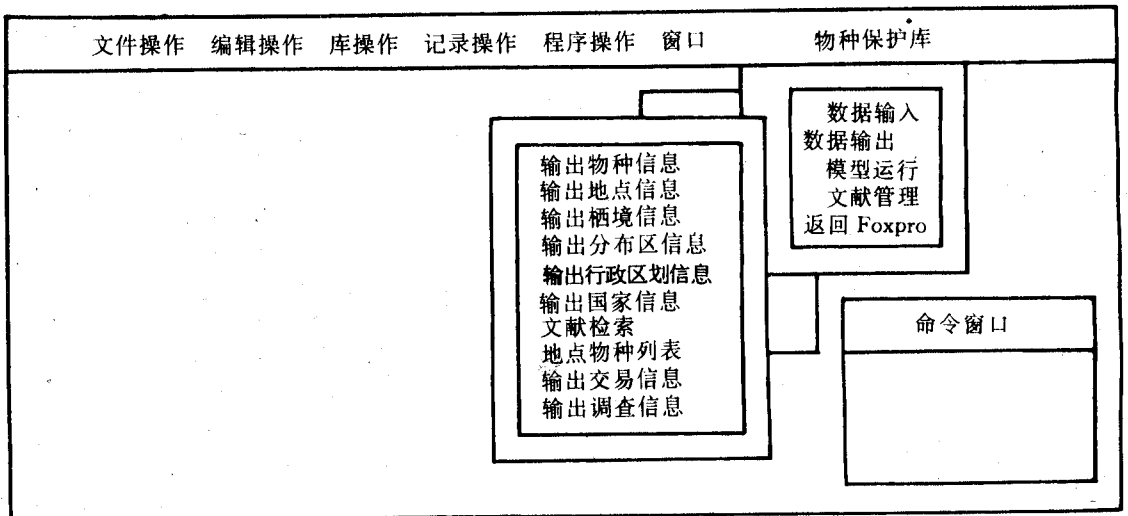 文件操作 编辑操作 库操作 记录操作 程序操作 窗口 物种保护库
数据输入
数据输出
模型运行
文献管理
返回 Foxpro
输出物种信息
输出地点信息
输出栖境信息
输出分布区信息
输出行政区划信息
输出国家信息
文献检索
地点物种列表
输出交易信息
输出调查信息
命令窗口